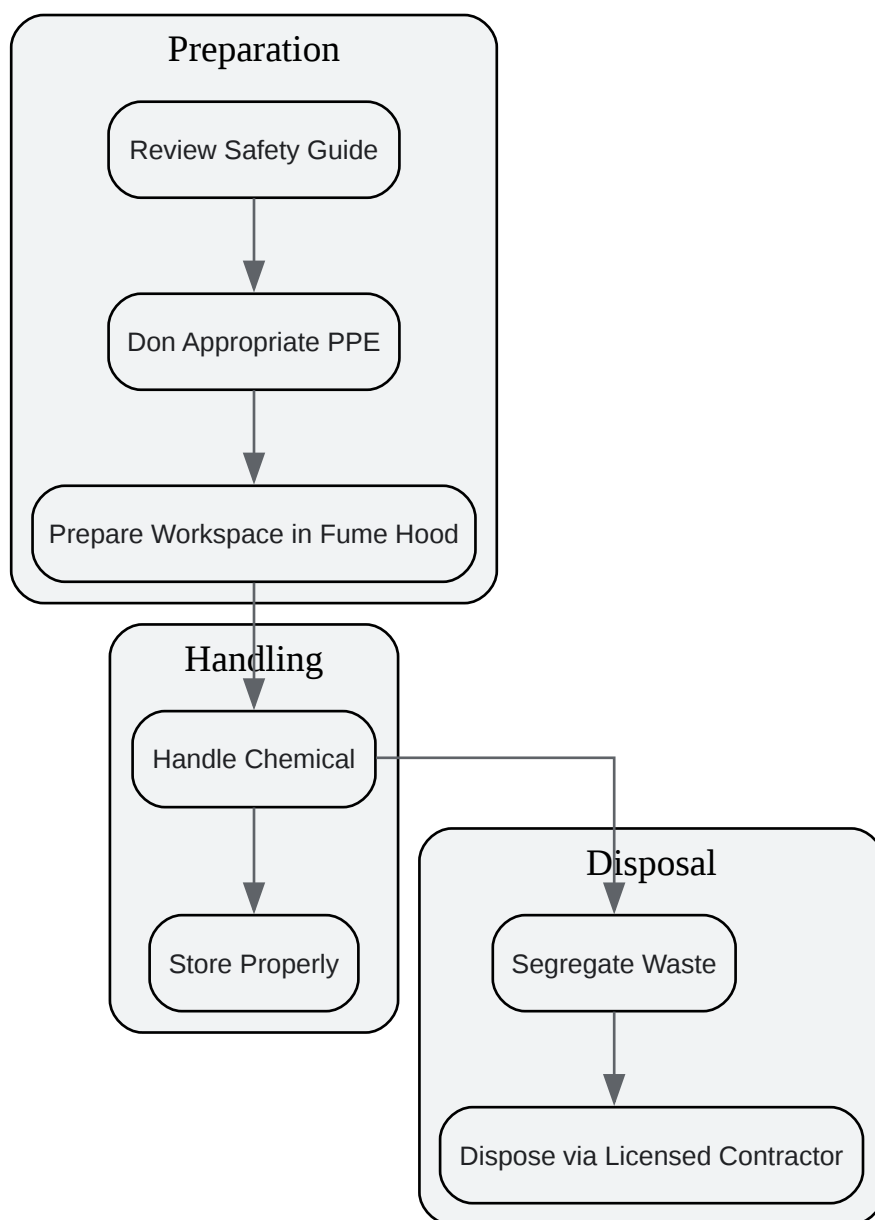 Preparation
Review Safety Guide
Don Appropriate PPE
Prepare Workspace in Fume Hood
Handling
Handle Chemical
Store Properly
Disposal
Segregate Waste
Dispose via Licensed Contractor